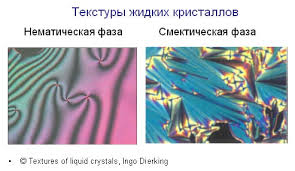 Текстуры жидких кристаллов
Нематическая фаза
Смектическая фаза
• © Textures of liquid crystals, Ingo Dierking